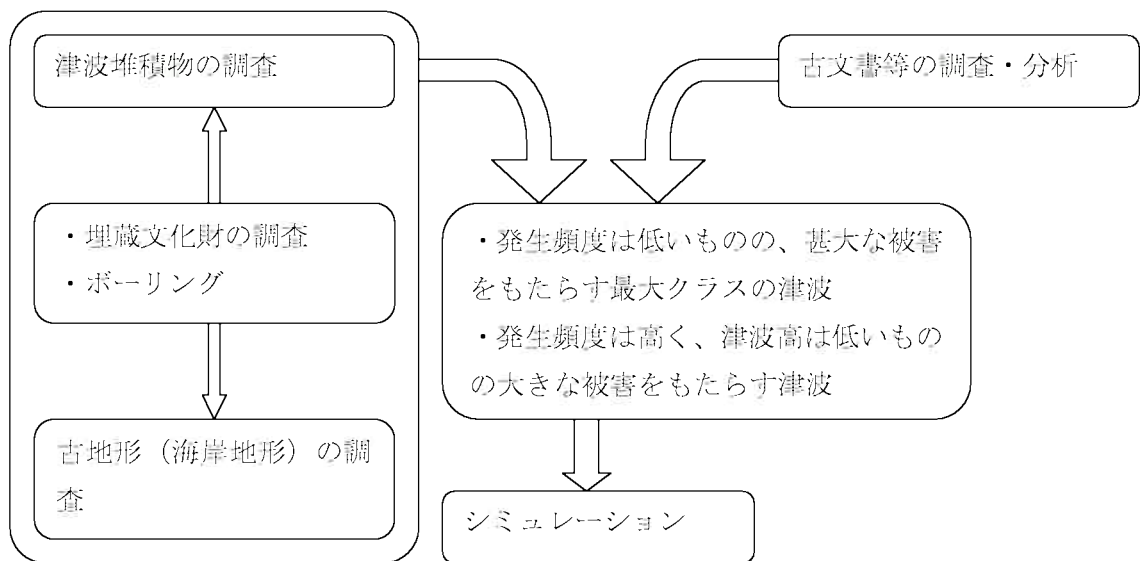 津波堆積物の調査
古文書等の調査・分析
・埋蔵文化財の調査
・ボーリング
・発生頻度は低いものの、甚大な被害
をもたらす最大クラスの津波
・発生頻度は高く、津波高は低いもの
の大きな被害をもたらす津波
古地形（海岸地形）の調
査
シミュレーション